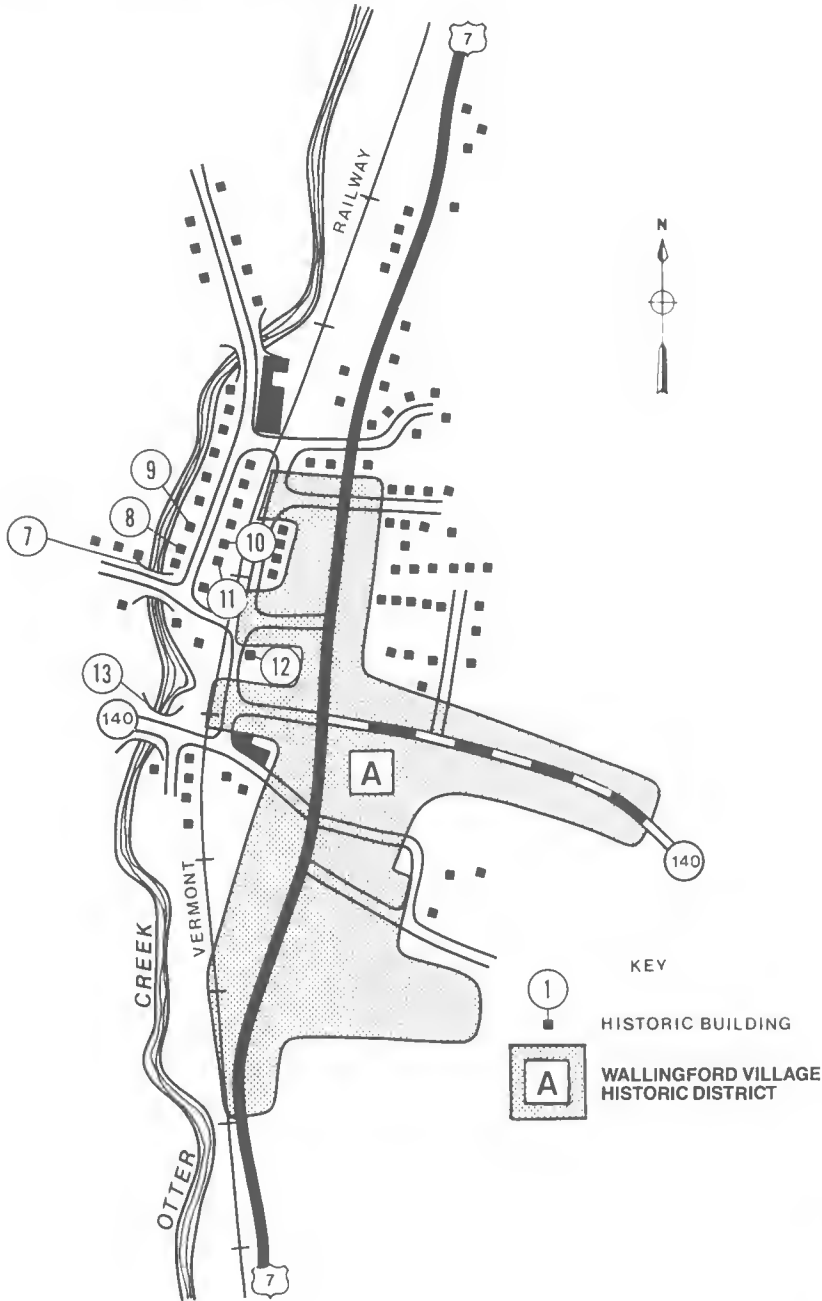 7
RAILWAY
N
9
8
7
10
11
12
13
140
A
140
VERMONT
CREEK
OTTER
7
KEY
1
HISTORIC BUILDING
A
WALLINGFORD VILLAGE
HISTORIC DISTRICT